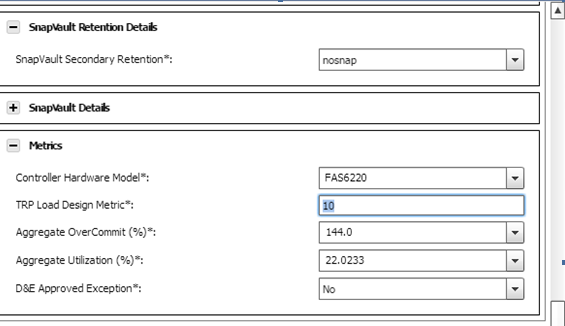 SnapVault Retention Details
SnapVault Secondary Retention*: nosnap
SnapVault Details
Metrics
Controller Hardware Model*: FAS6220
TRP Load Design Metric*: 10
Aggregate OverCommit (%)*: 144.0
Aggregate Utilization (%)*: 22.0233
D&E Approved Exception*: No